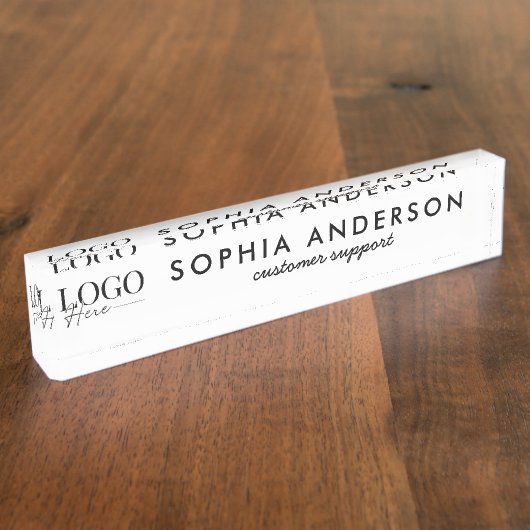 SOPHIA ANDERSON
customer support
LOGO
Here